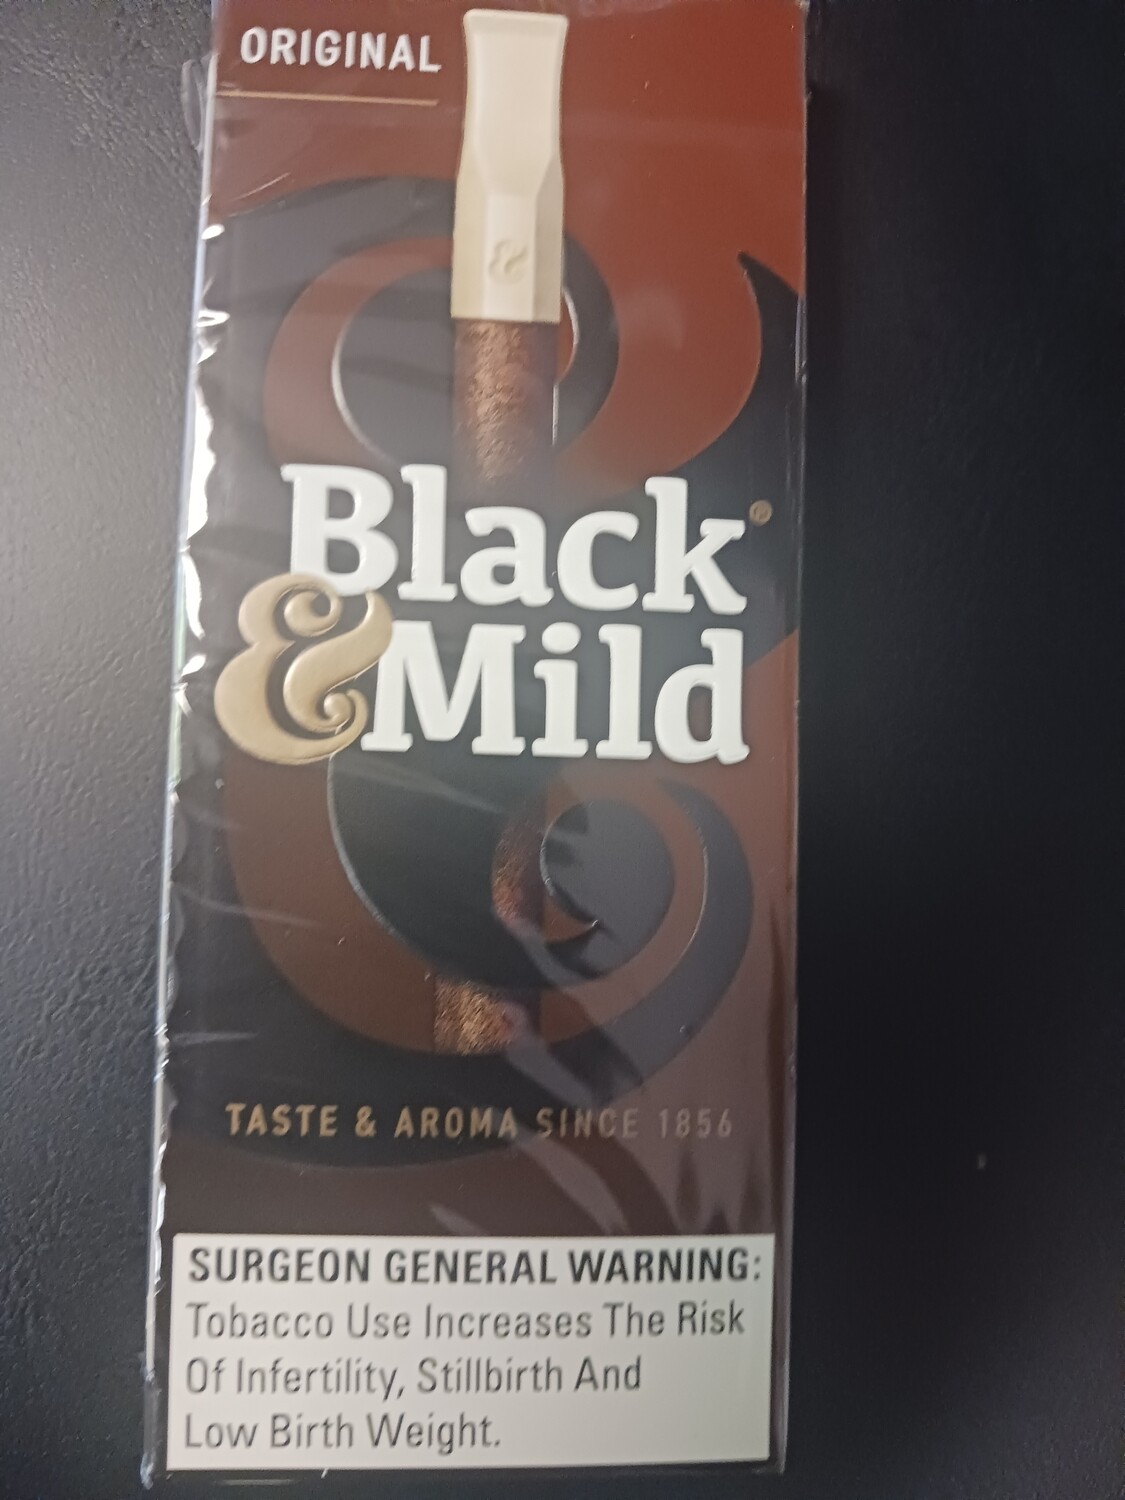 ORIGINAL
&
Black®
&Mild
TASTE & AROMA SINCE 1856
SURGEON GENERAL WARNING:
Tobacco Use Increases The Risk
Of Infertility, Stillbirth And
Low Birth Weight.